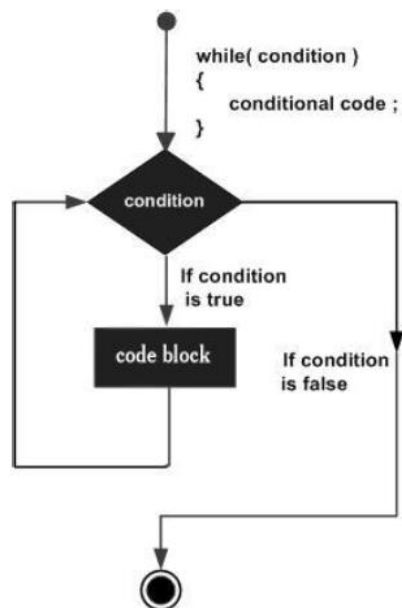 while( condition )
{
conditional code ;
}
condition
If condition
is true
code block
If condition
is false